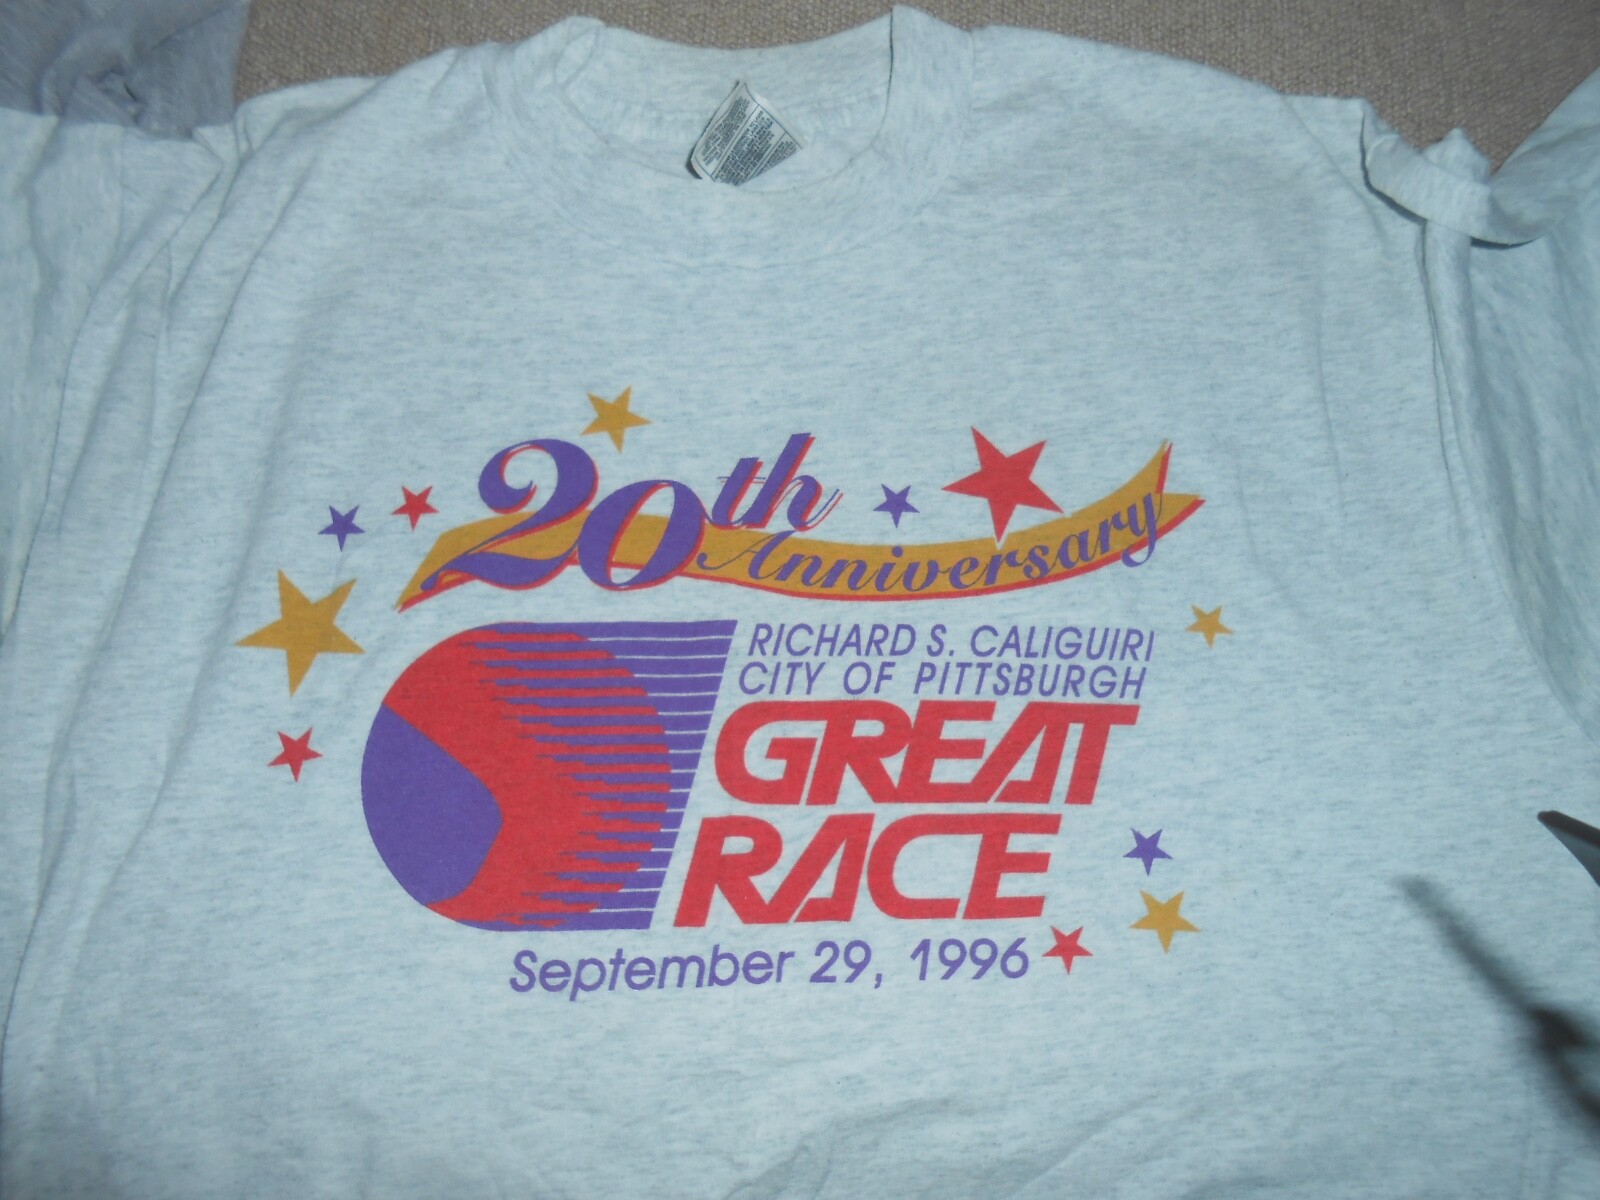 20th
Anniversary
RICHARD S. CALIGUIRI
CITY OF PITTSBURGH
GREAT
RACE
September 29, 1996